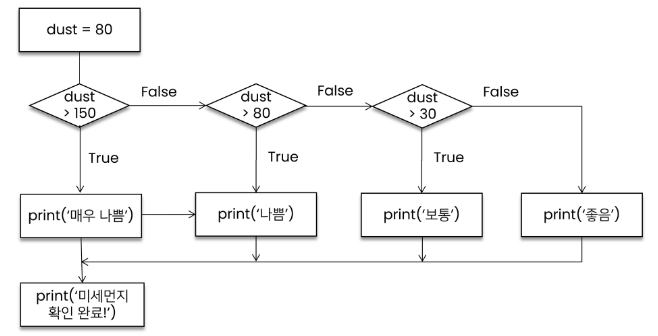 dust = 80
dust
> 150
False
dust
> 80
False
dust
> 30
False
True
True
True
print(‘매우 나쁨’)
print(‘나쁨’)
print(‘보통’)
print(‘좋음’)
print(‘미세먼지
확인 완료!’)